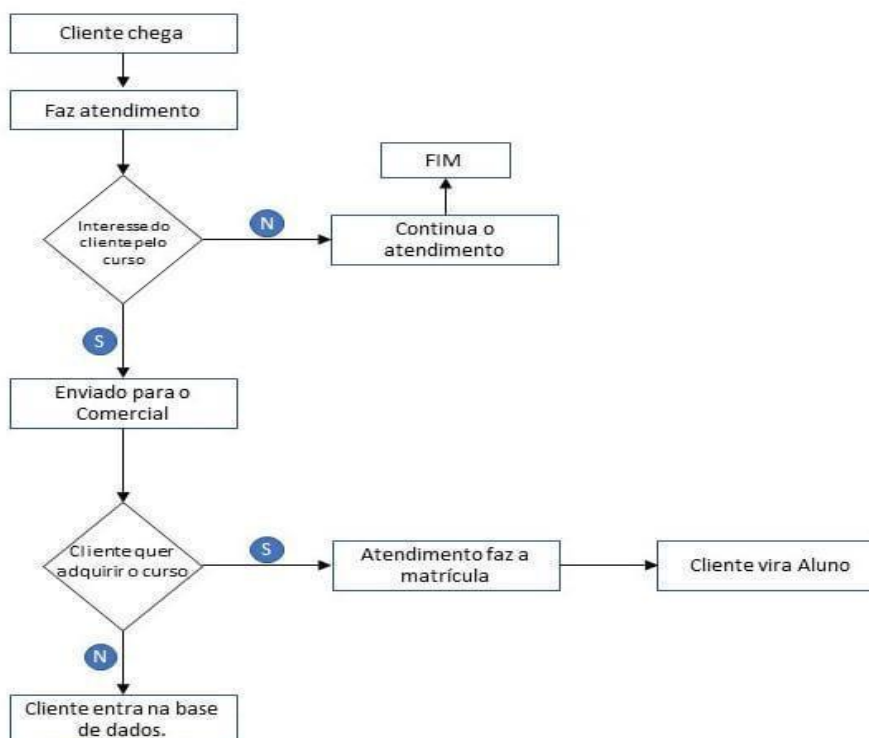 Cliente chega
Faz atendimento
FIM
Interesse do
cliente pelo
curso
N
Continua o
atendimento
S
Enviado para o
Comercial
Cliente quer
adquirir o curso
S
Atendimento faz a
matrícula
Cliente vira Aluno
N
Cliente entra na base
de dados.